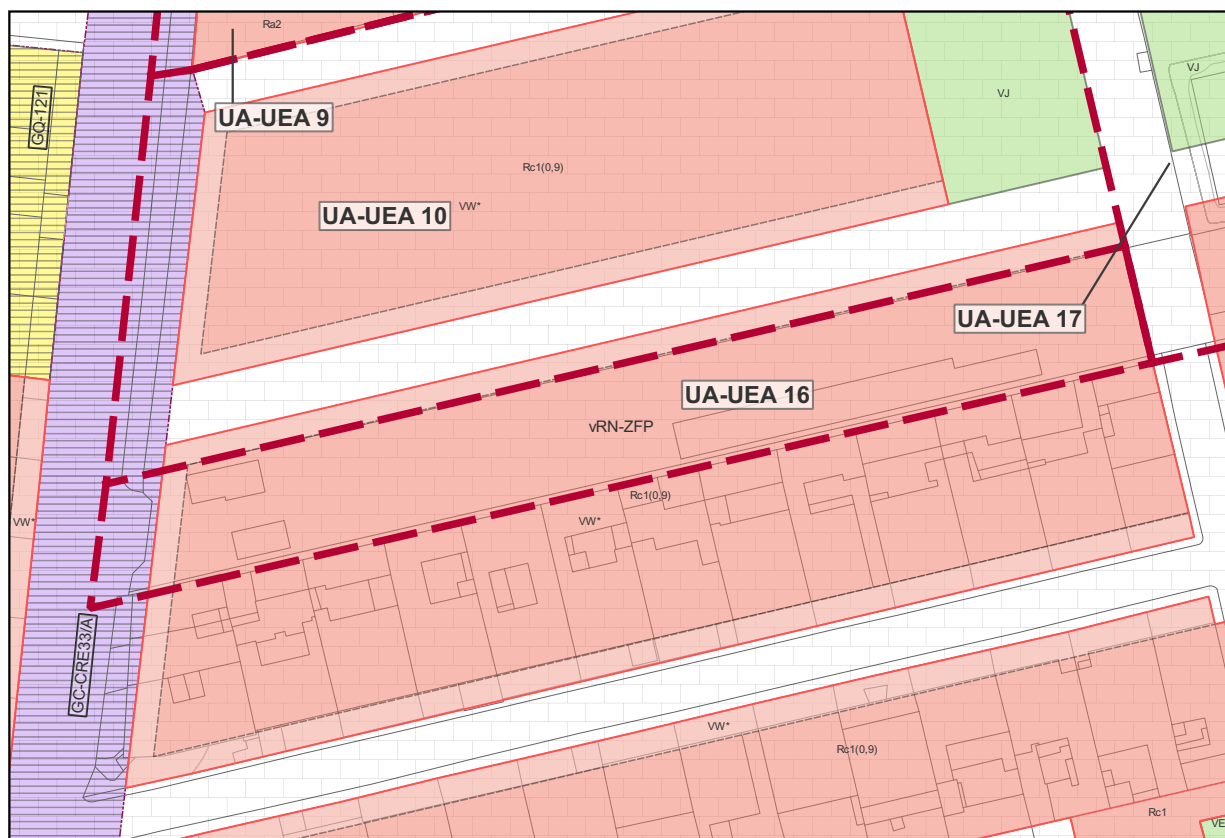 Ra2
VJ
VJ
GQ-121
UA-UEA 9
Rc1(0,9)
VW*
UA-UEA 10
UA-UEA 17
UA-UEA 16
vRN-ZFP
Rc1(0,9)
VW*
VW*
GC-CRE33/A
VW*
Rc1(0,9)
Rc1
VE